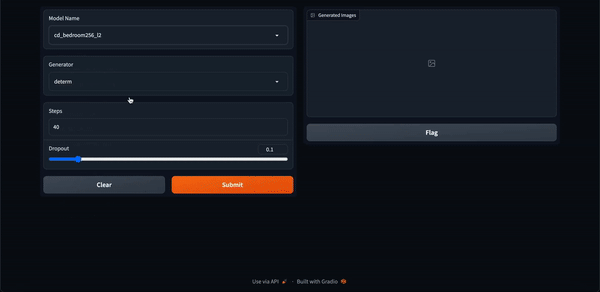 Model Name
cd_bedroom256_l2
Generator
determ
Steps
40
Dropout
0.1
Clear
Submit
Generated Images
Flag
Use via API · Built with Gradio